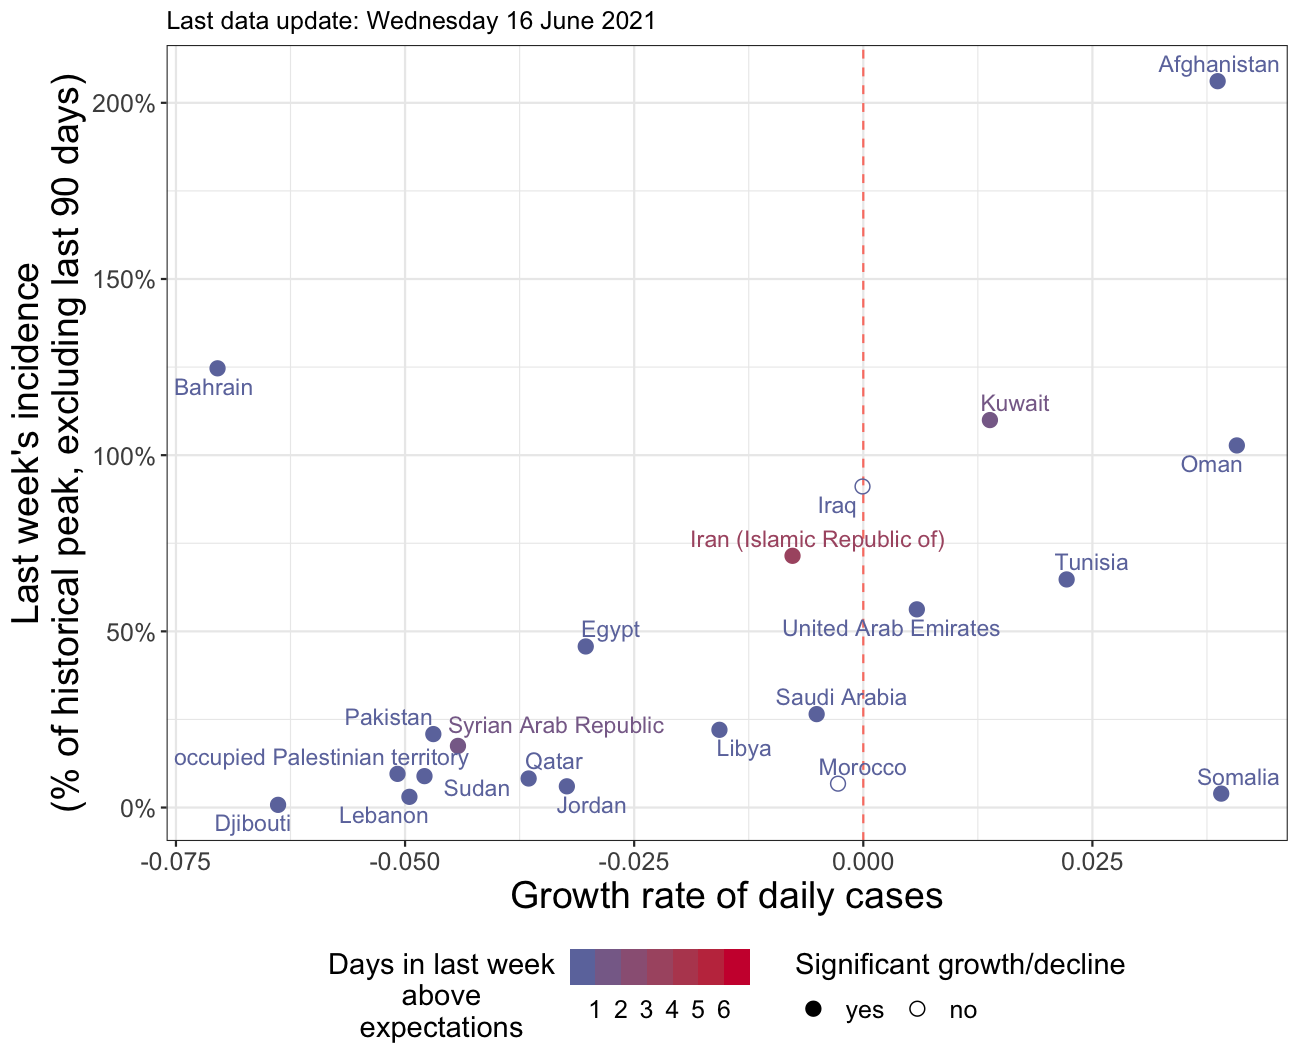 Last data update: Wednesday 16 June 2021
Last week's incidence
(% of historical peak, excluding last 90 days)
200%
150%
100%
50%
0%
Afghanistan
Bahrain
Kuwait
Oman
Iraq
Iran (Islamic Republic of)
Tunisia
United Arab Emirates
Egypt
Saudi Arabia
Pakistan
Syrian Arab Republic
Libya
occupied Palestinian territory
Qatar
Morocco
Somalia
Sudan
Jordan
Lebanon
Djibouti
-0.075
-0.050
-0.025
0.000
0.025
Growth rate of daily cases
Days in last week
above
expectations
1 2 3 4 5 6
Significant growth/decline
yes
no